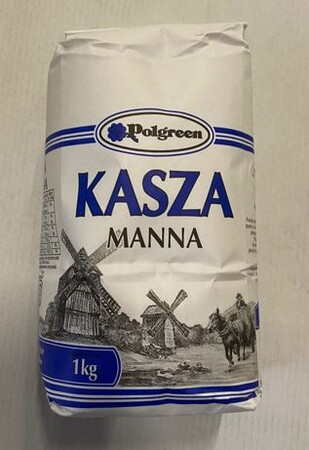 Polgreen
KASZA
MANNA
1kg